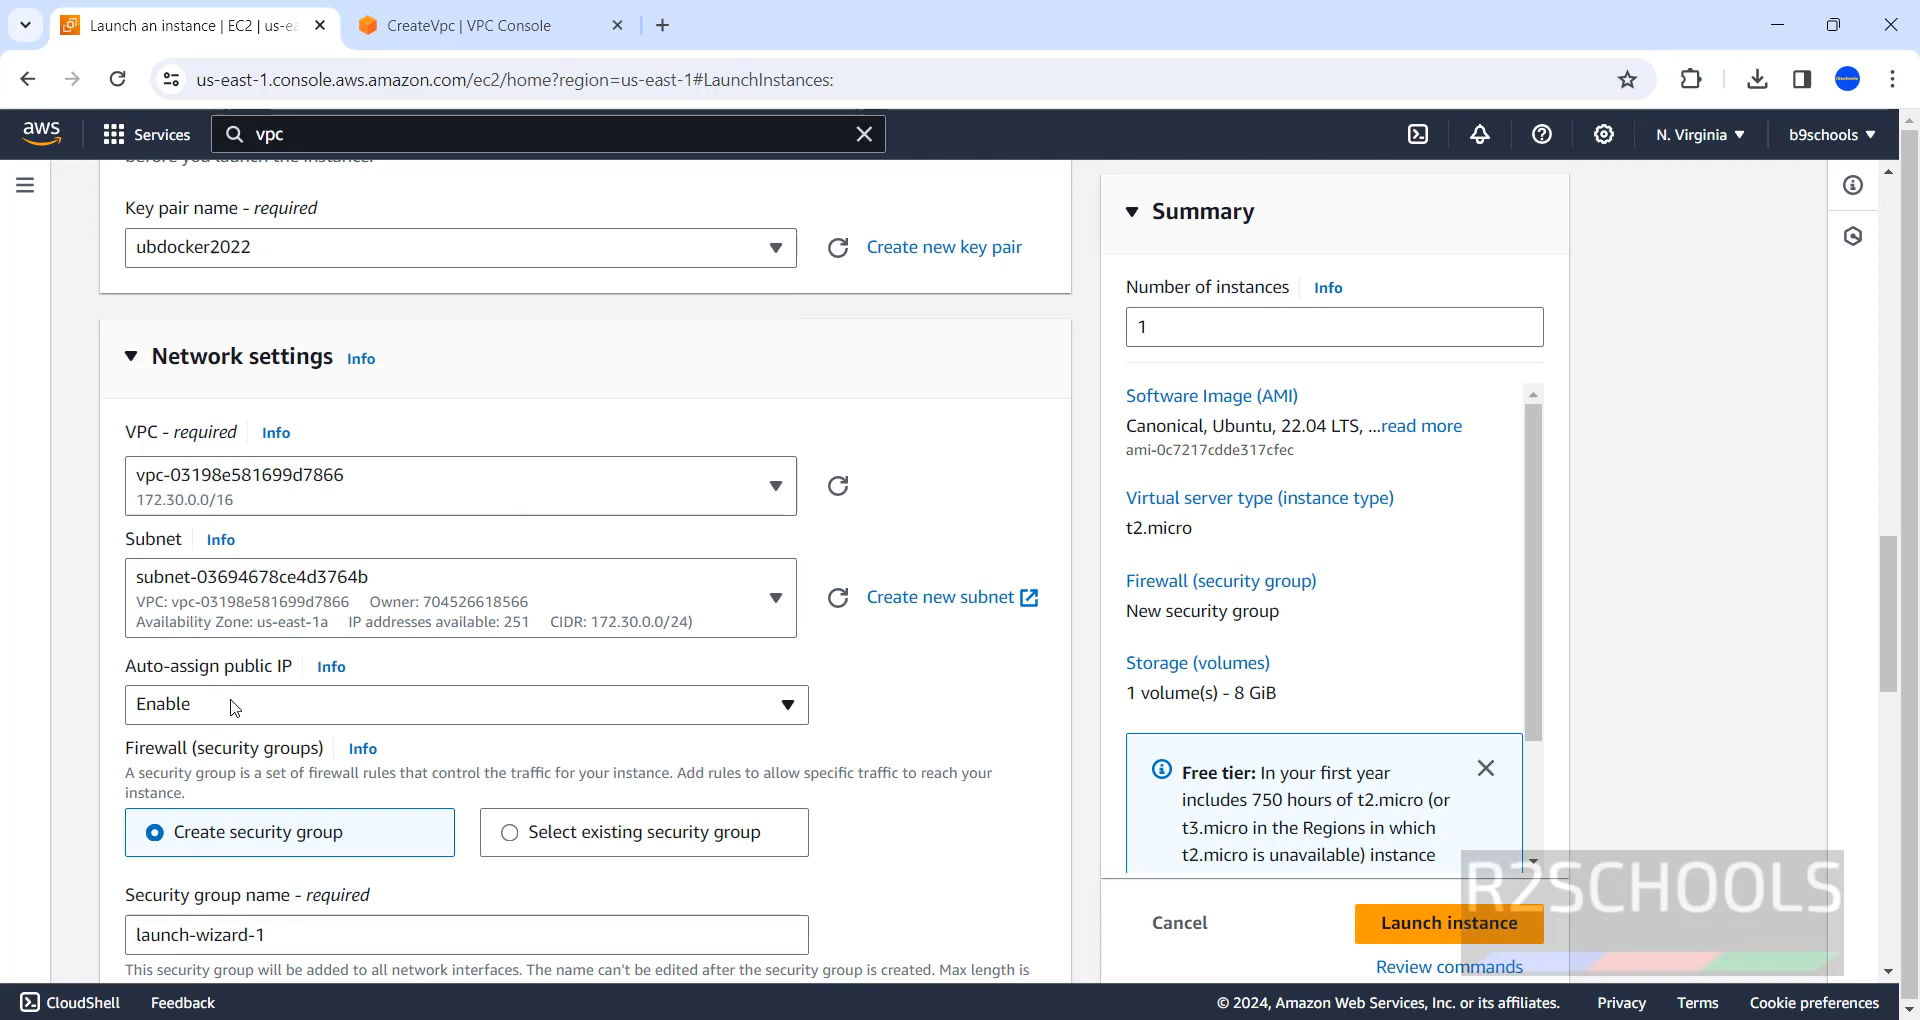 Launch an instance | EC2 | us-ea
CreateVpc | VPC Console
us-east-1.console.aws.amazon.com/ec2/home?region=us-east-1#LaunchInstances:
aws
Services
vpc
N. Virginia
b9schools
before you launch the instance.
Key pair name - required
ubdocker2022
Create new key pair
Network settings Info
VPC - required Info
vpc-03198e581699d7866
172.30.0.0/16
Subnet Info
subnet-03694678ce4d3764b
VPC: vpc-03198e581699d7866 Owner: 704526618566
Availability Zone: us-east-1a IP addresses available: 251 CIDR: 172.30.0.0/24)
Create new subnet
Auto-assign public IP Info
Enable
Firewall (security groups) Info
A security group is a set of firewall rules that control the traffic for your instance. Add rules to allow specific traffic to reach your
instance.
Create security group
Select existing security group
Security group name - required
launch-wizard-1
This security group will be added to all network interfaces. The name can't be edited after the security group is created. Max length is
Summary
Number of instances Info
1
Software Image (AMI)
Canonical, Ubuntu, 22.04 LTS, ...read more
ami-0c7217cdde317cfec
Virtual server type (instance type)
t2.micro
Firewall (security group)
New security group
Storage (volumes)
1 volume(s) - 8 GiB
Free tier: In your first year
includes 750 hours of t2.micro (or
t3.micro in the Regions in which
t2.micro is unavailable) instance
Cancel
Launch instance
Review commands
R2SCHOOLS
CloudShell
Feedback
© 2024, Amazon Web Services, Inc. or its affiliates.
Privacy
Terms
Cookie preferences